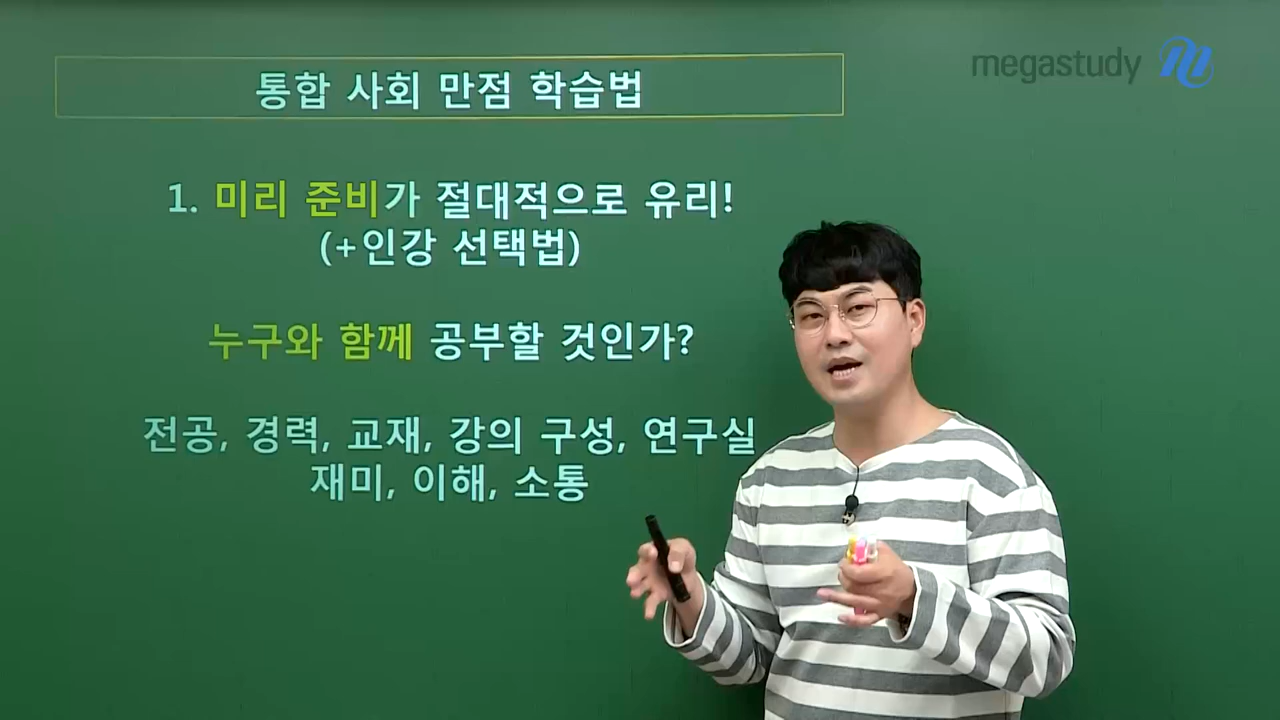 통합 사회 만점 학습법
megastudy
1. 미리 준비가 절대적으로 유리!
(+인강 선택법)
누구와 함께 공부할 것인가?
전공, 경력, 교재, 강의 구성, 연구실
재미, 이해, 소통